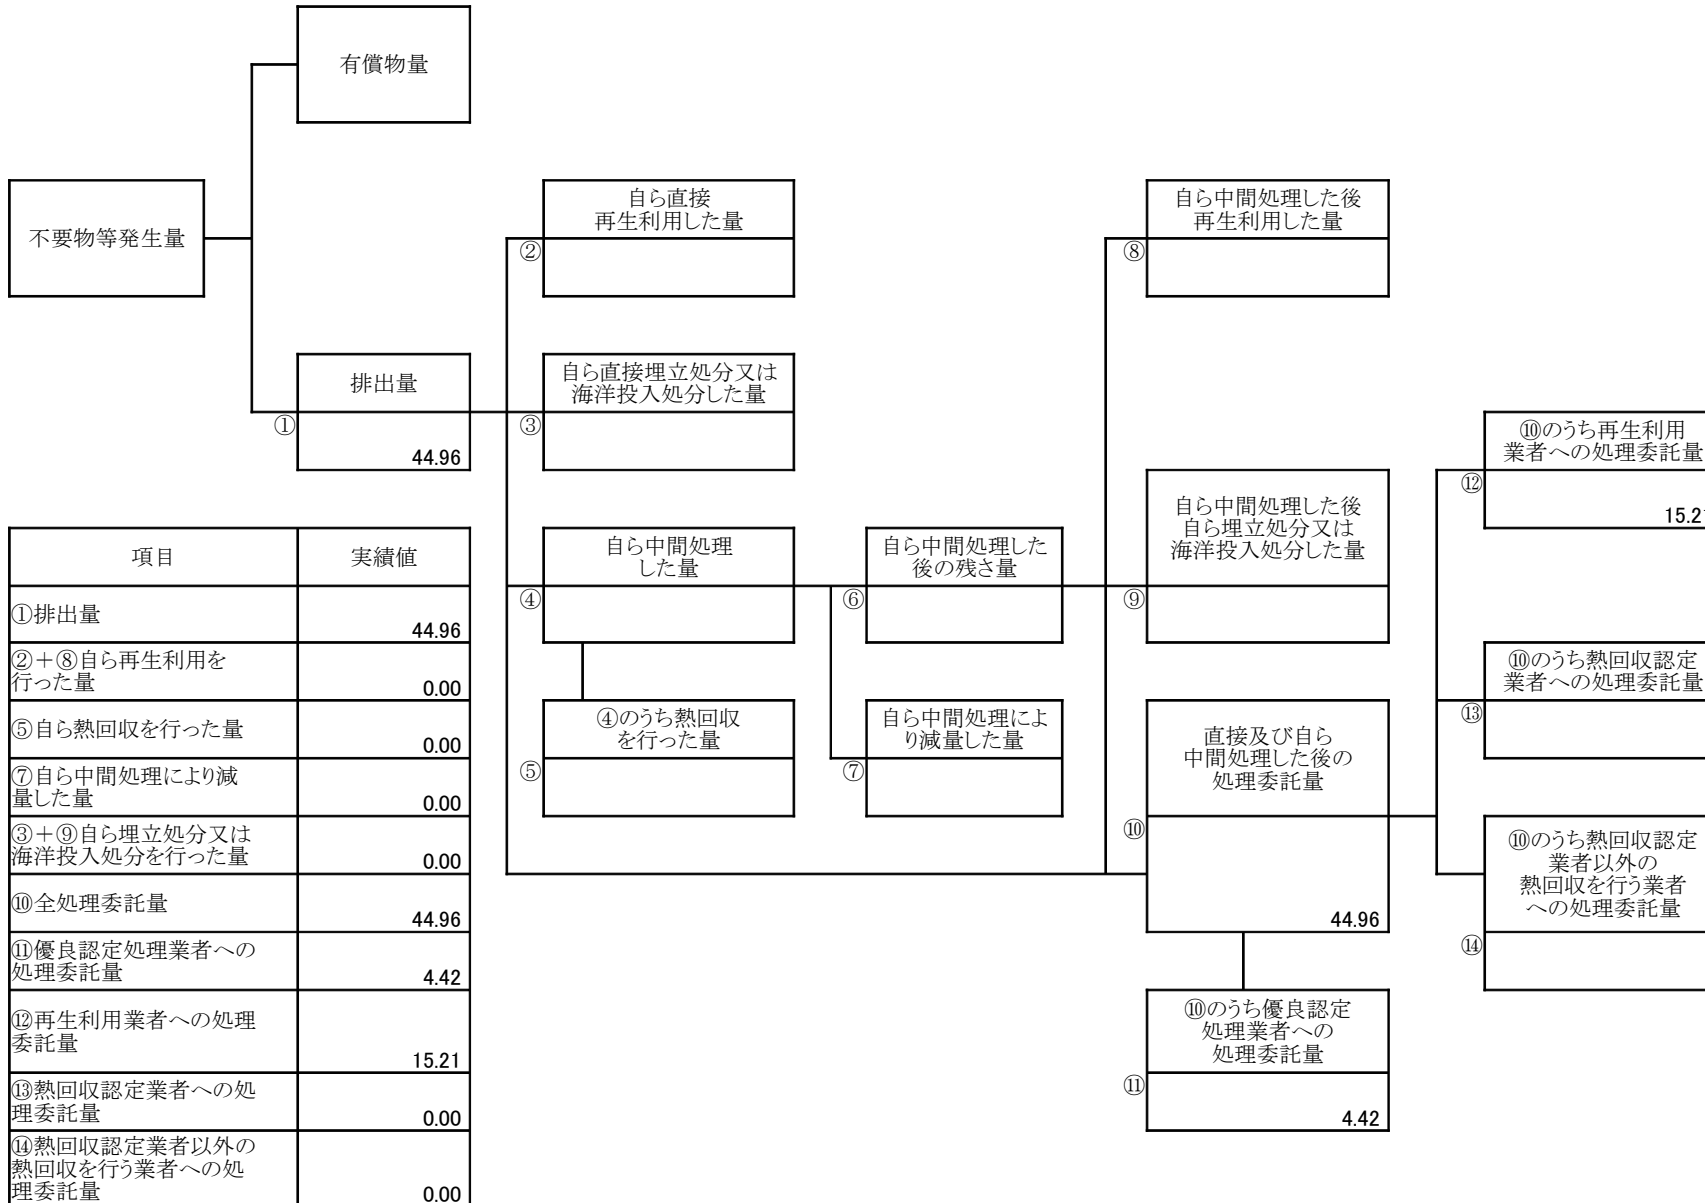 有償物量
不要物等発生量
自ら直接
再生利用した量
②
自ら中間処理した後
再生利用した量
⑧
排出量
①
44.96
自ら直接埋立処分又は
海洋投入処分した量
③
⑩のうち再生利用
業者への処理委託量
⑫
15.21
自ら中間処理
した量
④
自ら中間処理した
後の残さ量
⑥
自ら中間処理した後
自ら埋立処分又は
海洋投入処分した量
⑨
⑩のうち熱回収認定
業者への処理委託量
⑬
④のうち熱回収
を行った量
⑤
自ら中間処理によ
り減量した量
⑦
直接及び自ら
中間処理した後の
処理委託量
⑩
44.96
⑩のうち熱回収認定
業者以外の
熱回収を行う業者
への処理委託量
⑭
⑩のうち優良認定
処理業者への
処理委託量
⑪
4.42
項目 実績値
①排出量
44.96
②+⑧自ら再生利用を
行った量
0.00
⑤自ら熱回収を行った量
0.00
⑦自ら中間処理により減
量した量
0.00
③+⑨自ら埋立処分又は
海洋投入処分を行った量
0.00
⑩全処理委託量
44.96
⑪優良認定処理業者への
処理委託量
4.42
⑫再生利用業者への処理
委託量
15.21
⑬熱回収認定業者への処
理委託量
0.00
⑭熱回収認定業者以外の
熱回収を行う業者への処
理委託量
0.00